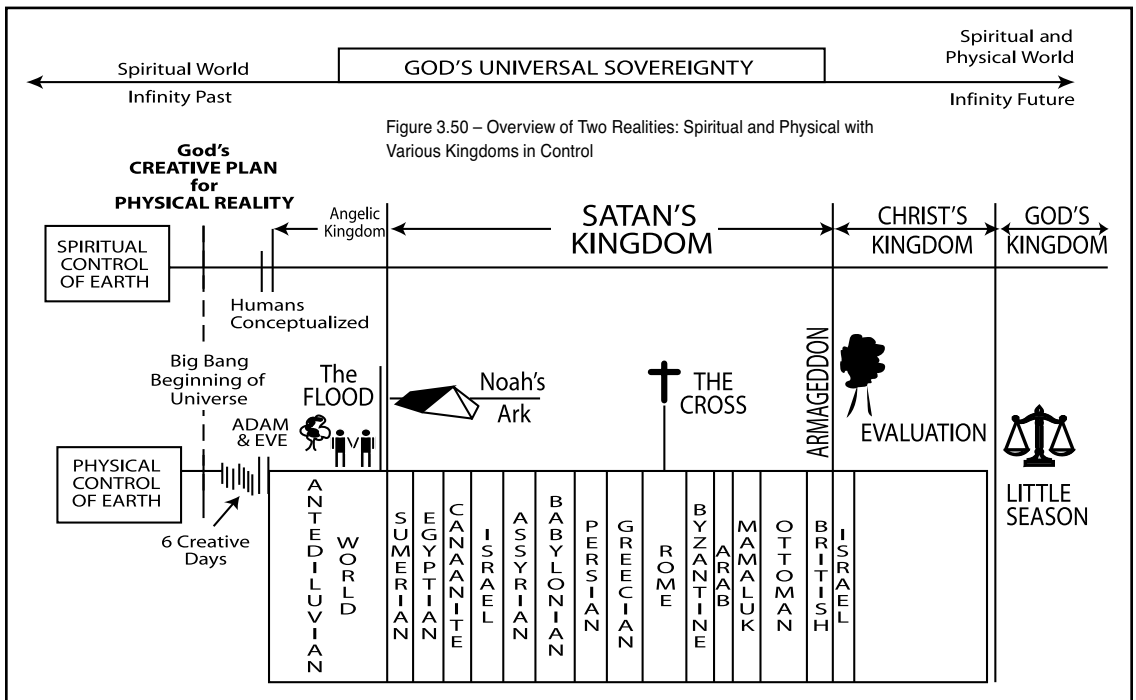 Spiritual World
Infinity Past
GOD'S UNIVERSAL SOVEREIGNTY
Spiritual and
Physical World
Infinity Future
Figure 3.50 – Overview of Two Realities: Spiritual and Physical with
Various Kingdoms in Control
God's
CREATIVE PLAN
for
PHYSICAL REALITY
Angelic
Kingdom
SATAN'S
KINGDOM
CHRIST'S
KINGDOM
GOD'S
KINGDOM
SPIRITUAL
CONTROL
OF EARTH
Humans
Conceptualized
Big Bang
Beginning of
Universe
ADAM
& EVE
The
FLOOD
Noah's
Ark
THE
CROSS
ARMAGEDDON
EVALUATION
LITTLE
SEASON
PHYSICAL
CONTROL
OF EARTH
6 Creative
Days
ANTEDILUVIAN
WORLD
SUMERIAN
EGYPTIAN
CANAANITE
ISRAEL
ASSYRIAN
BABYLONIAN
PERSIAN
GREECIAN
ROME
BYZANTINE
ARAB
MAMALUK
OTTOMAN
BRITISH
ISRAEL